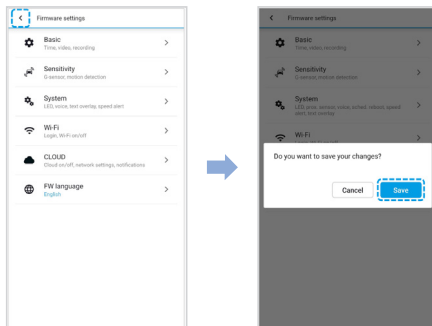 Firmware settings
Basic
Time, video, recording
Sensitivity
G-sensor, motion detection
System
LED, voice, text overlay, speed alert
Wi-Fi
Login, Wi-Fi on/off
CLOUD
Cloud on/off, network settings, notifications
FW language
English
Firmware settings
Basic
Time, video, recording
Sensitivity
G-sensor, motion detection
System
LED, prox. sensor, voice, sched. reboot, speed
alert, text overlay
Wi-Fi
Do you want to save your changes?
Cancel
Save